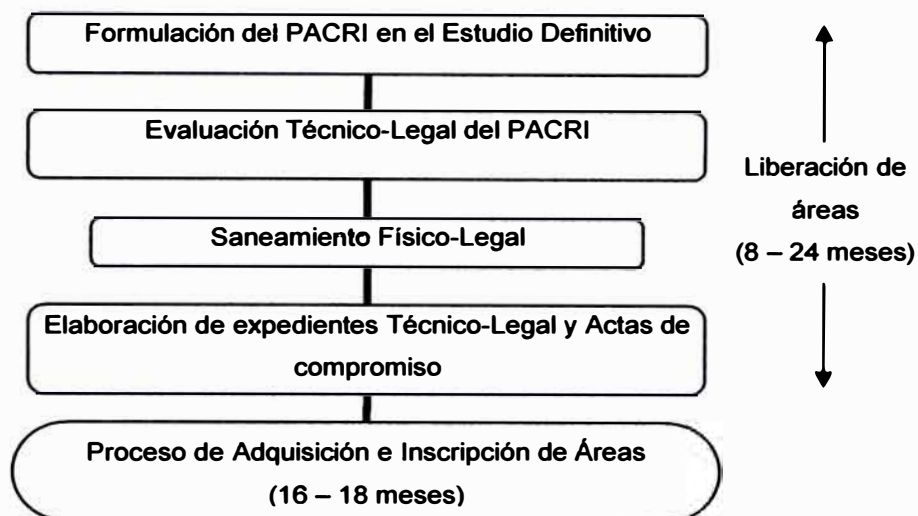 Formulación del PACRI en el Estudio Definitivo
Evaluación Técnico-Legal del PACRI
Saneamiento Físico-Legal
Elaboración de expedientes Técnico-Legal y Actas de
compromiso
Proceso de Adquisición e Inscripción de Áreas
(16 – 18 meses)
Liberación de
áreas
(8 – 24 meses)